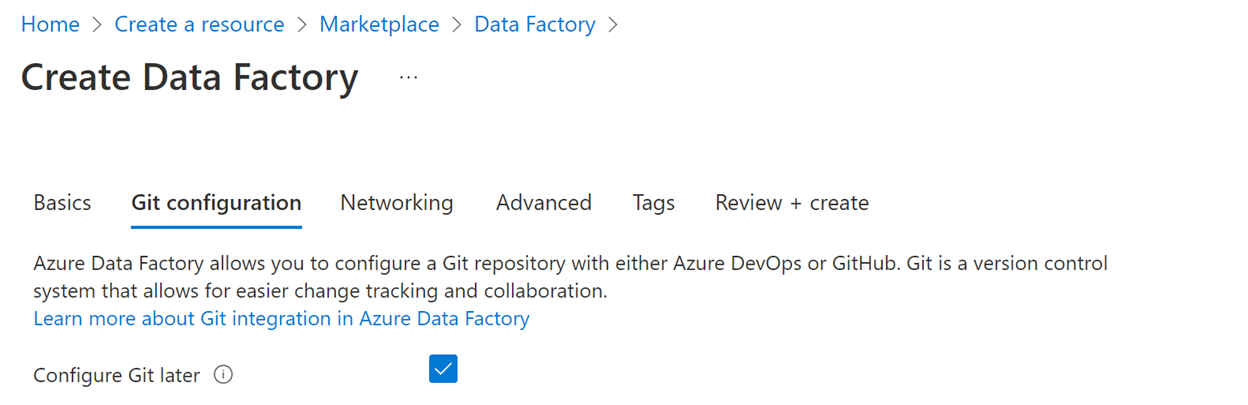 Home > Create a resource > Marketplace > Data Factory >
Create Data Factory ...
Basics Git configuration Networking Advanced Tags Review + create
Azure Data Factory allows you to configure a Git repository with either Azure DevOps or GitHub. Git is a version control
system that allows for easier change tracking and collaboration.
Learn more about Git integration in Azure Data Factory
Configure Git later